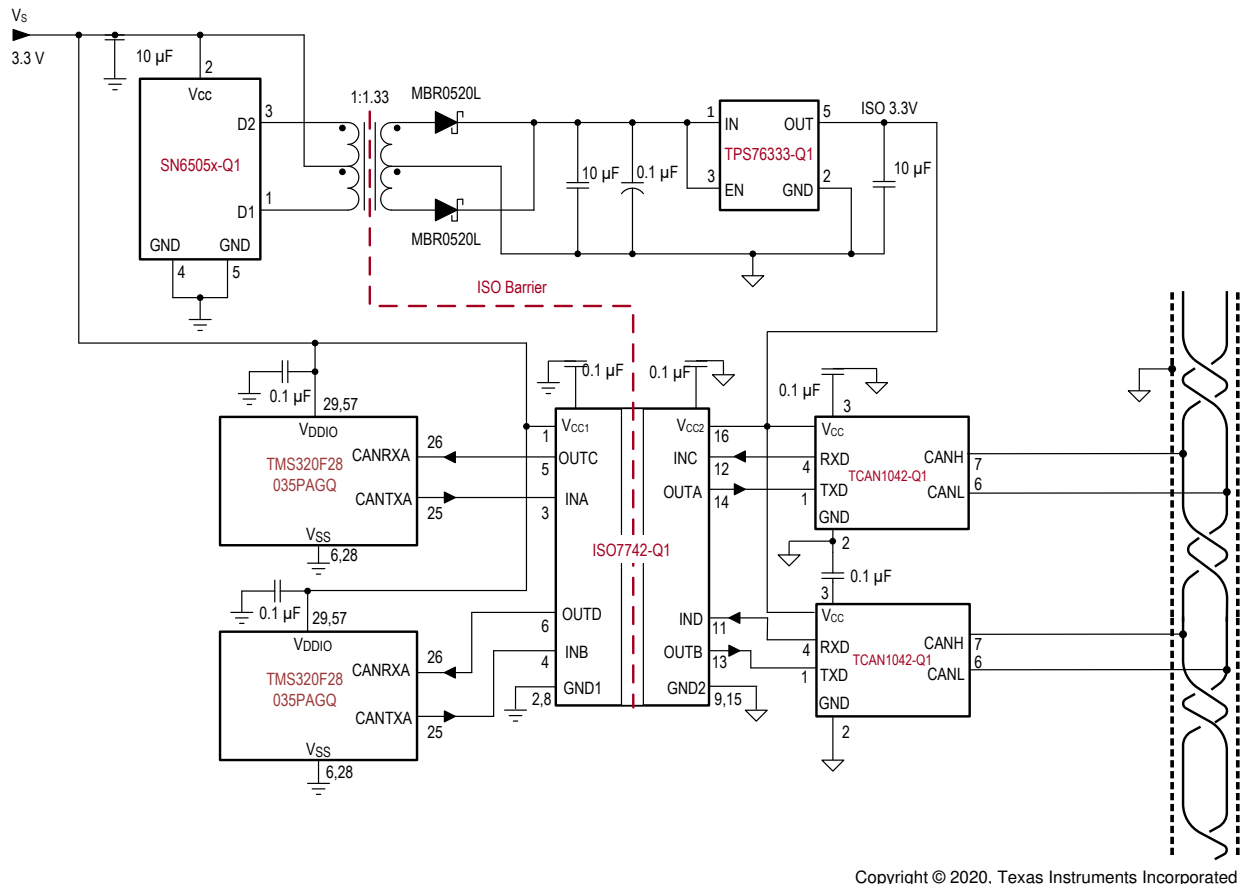 VS
3.3 V
10 µF
2
Vcc
D2
3
SN6505x-Q1
D1
1
GND
GND
4
5
1:1.33
MBR0520L
MBR0520L
10 µF
0.1 µF
1
IN
OUT
5
TPS76333-Q1
3
EN
GND
2
ISO 3.3V
10 µF
ISO Barrier
0.1 µF
29,57
VDDIO
TMS320F28
035PAGQ
CANRXA
26
CANTXA
25
VSS
6,28
0.1 µF
29,57
VDDIO
TMS320F28
035PAGQ
CANRXA
26
CANTXA
25
VSS
6,28
0.1 µF
0.1 µF
VCC1
1
OUTC
5
INA
3
ISO7742-Q1
OUTD
6
INB
4
GND1
2,8
VCC2
16
INC
12
OUTA
14
IND
11
OUTB
13
GND2
9,15
0.1 µF
3
VCC
4
RXD
1
TXD
GND
2
TCAN1042-Q1
CANH
7
CANL
6
0.1 µF
3
VCC
4
RXD
1
TXD
GND
2
TCAN1042-Q1
CANH
7
CANL
6
Copyright © 2020, Texas Instruments Incorporated